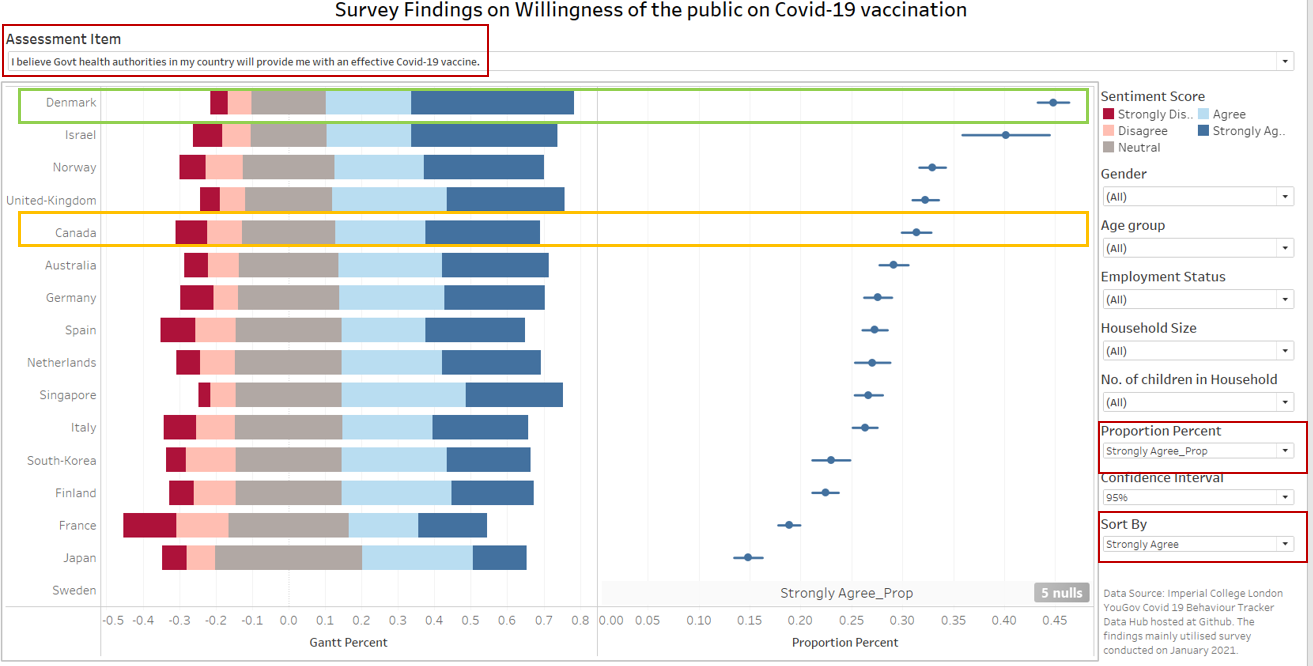 Survey Findings on Willingness of the public on Covid-19 vaccination
Assessment Item
I believe Govt health authorities in my country will provide me with an effective Covid-19 vaccine.
Denmark
Israel
Norway
United-Kingdom
Canada
Australia
Germany
Spain
Netherlands
Singapore
Italy
South-Korea
Finland
France
Japan
Sweden
Strongly Agree_Prop
5 nulls
-0.5 -0.4 -0.3 -0.2 -0.1 0.0 0.1 0.2 0.3 0.4 0.5 0.6 0.7 0.8
Gantt Percent
0.00 0.05 0.10 0.15 0.20 0.25 0.30 0.35 0.40 0.45
Proportion Percent
Sentiment Score
Strongly Dis.. Agree
Disagree Strongly Ag..
Neutral
Gender
(All)
Age group
(All)
Employment Status
(All)
Household Size
(All)
No. of children in Household
(All)
Proportion Percent
Strongly Agree_Prop
Confidence Interval
95%
Sort By
Strongly Agree
Data Source: Imperial College London
YouGov Covid 19 Behaviour Tracker
Data Hub hosted at Github. The
findings mainly utilised survey
conducted on January 2021.